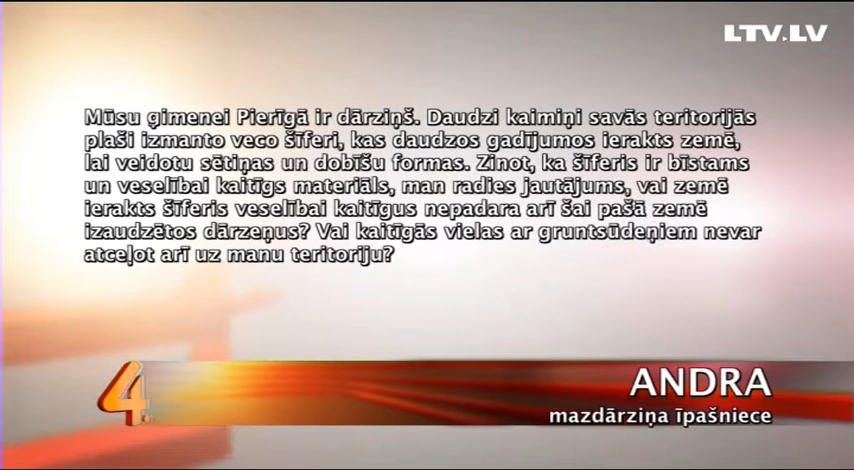 LTV.LV
Mūsu ģimenei Pierīgā ir dārziņš. Daudzi kaimiņi savās teritorijās
plaši izmanto veco šīferi, kas daudzos gadījumos ierakts zemē,
lai veidotu sētiņas un dobīšu formas. Zinot, ka šīferis ir bīstams
un veselībai kaitīgs materiāls, man radies jautājums, vai zemē
ierakts šīferis veselībai kaitīgus nepadara arī šai pašā zemē
izaudzētos dārzeņus? Vai kaitīgās vielas ar gruntsūdeņiem nevar
atceļot arī uz manu teritoriju?
4
ANDRA
mazdārziņa īpašniece